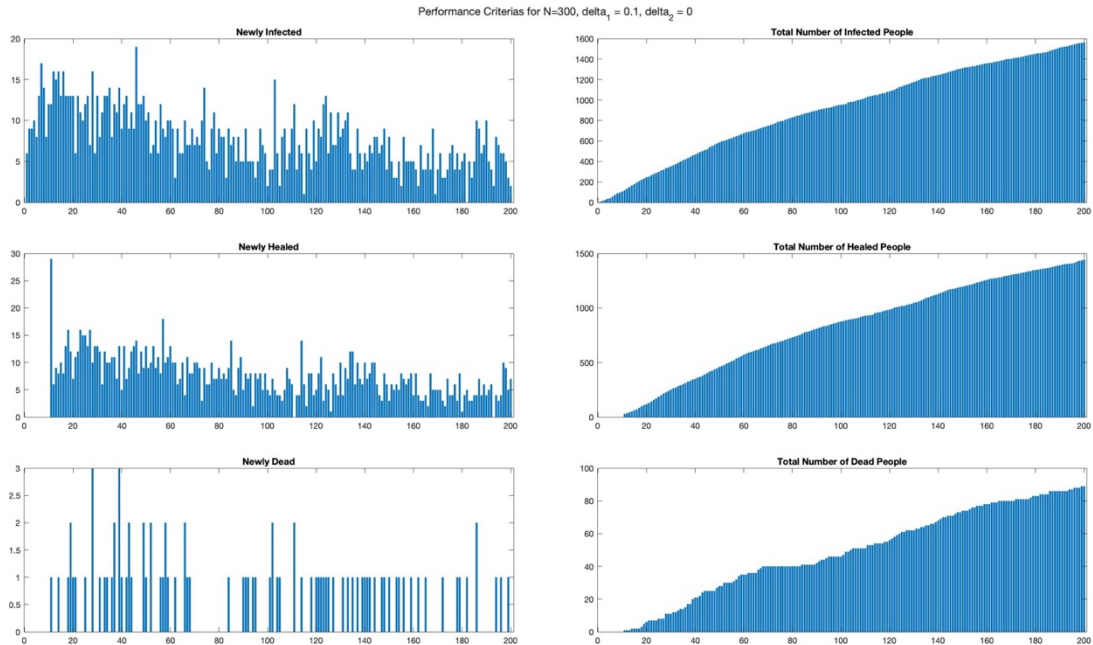 Performance Criterias for N=300, delta1 = 0.1, delta2 = 0
Newly Infected
20
15
10
5
0
0 20 40 60 80 100 120 140 160 180 200
Total Number of Infected People
1600
1400
1200
1000
800
600
400
200
0
0 20 40 60 80 100 120 140 160 180 200
Newly Healed
30
25
20
15
10
5
0
0 20 40 60 80 100 120 140 160 180 200
Total Number of Healed People
1500
1000
500
0
0 20 40 60 80 100 120 140 160 180 200
Newly Dead
3
2.5
2
1.5
1
0.5
0
0 20 40 60 80 100 120 140 160 180 200
Total Number of Dead People
100
80
60
40
20
0
0 20 40 60 80 100 120 140 160 180 200